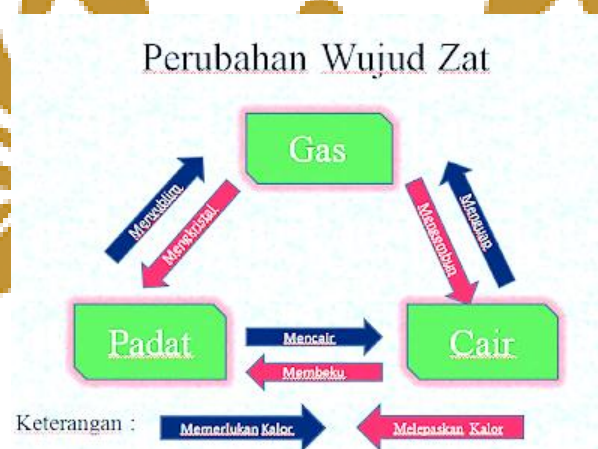 Perubahan Wujud Zat
Gas
Menyublim
Mengkristal
Mengembun
Menguap
Padat
Mencair
Membeku
Cair
Keterangan :
Memerlukan Kalor
Melepaskan Kalor